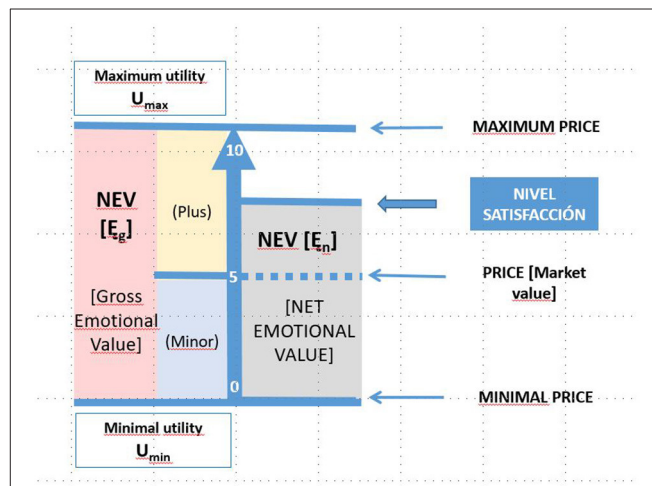 Maximum utility
Umax
MAXIMUM PRICE
10
NEV
[Eg]
(Plus)
NIVEL
SATISFACCIÓN
NEV [En]
5
PRICE [Market
value]
[Gross
Emotional
Value]
(Minor)
[NET
EMOTIONAL
VALUE]
0
MINIMAL PRICE
Minimal utility
Umin